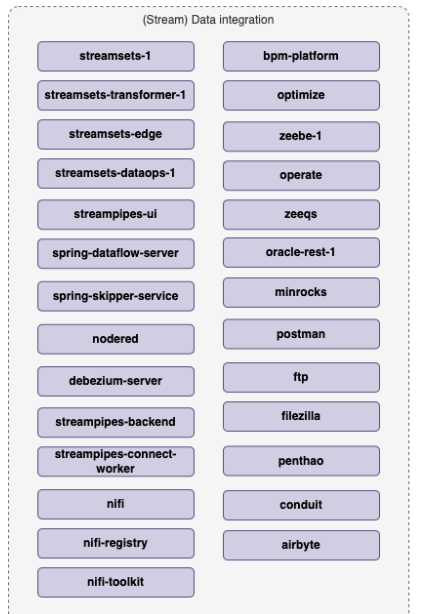 (Stream) Data integration
streamsets-1
streamsets-transformer-1
streamsets-edge
streamsets-dataops-1
streampipes-ui
spring-dataflow-server
spring-skipper-service
nodered
debezium-server
streampipes-backend
streampipes-connect-
worker
nifi
nifi-registry
nifi-toolkit
bpm-platform
optimize
zeebe-1
operate
zeeqs
oracle-rest-1
minrocks
postman
ftp
filezilla
penthao
conduit
airbyte